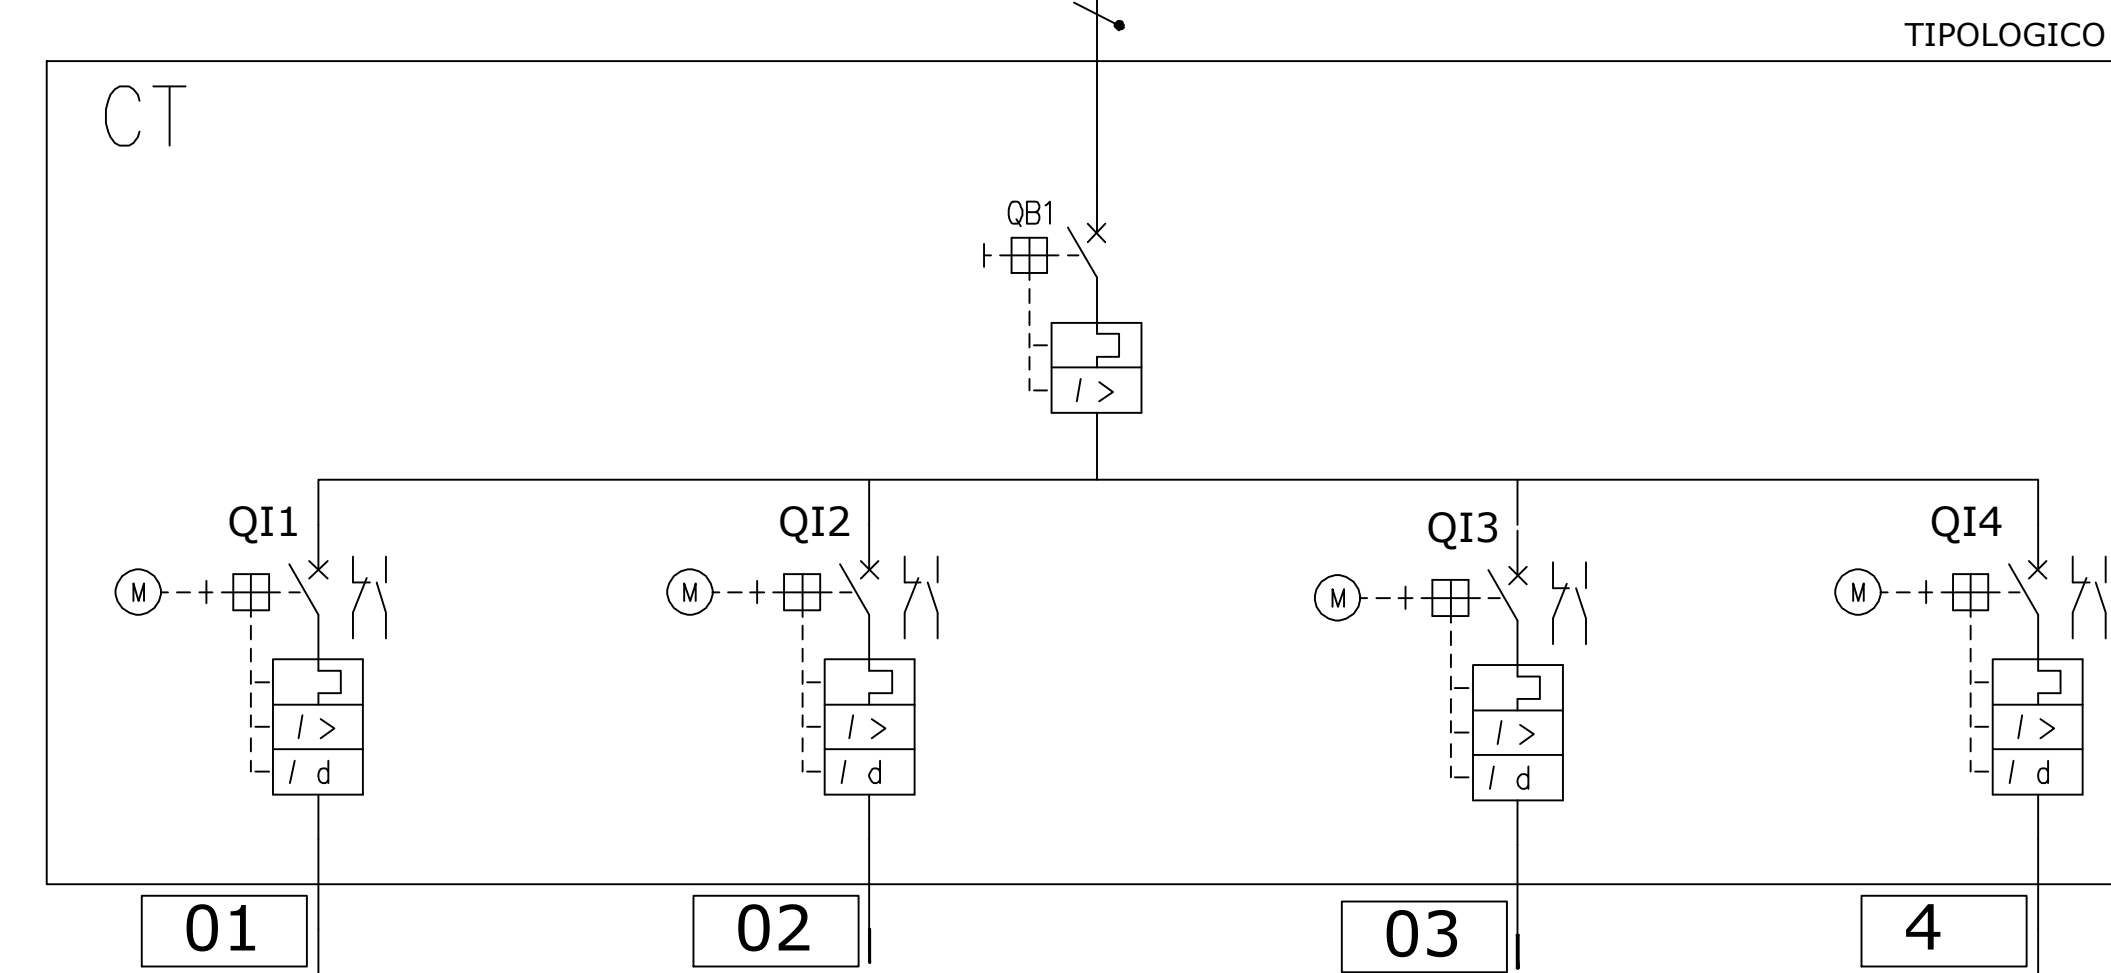 TIPOLOGICO
CT
QB1
I >
QI1
QI2
QI3
QI4
M
M
M
M
I >
I >
I >
I >
I d
I d
I d
I d
01
02
03
4